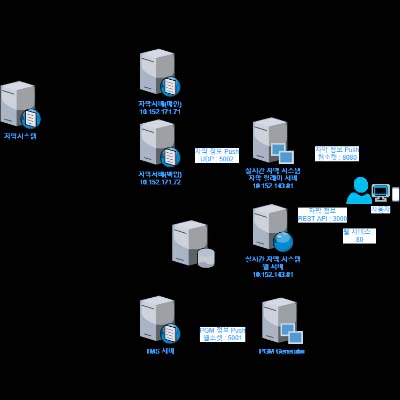 자막서버(메인)
10.152.171.71
자막시스템
자막 정보 Push
UDP : 5002
자막서버(백업)
10.152.171.72
실시간 자막 시스템
자막 릴레이 서버
10.152.143.81
자막 정보 Push
웹소켓 : 8080
사용자
자막 정보
REST API : 3000
웹 서비스 :
80
실시간 자막 시스템
웹 서버
10.152.143.81
TMS 서버
PGM 정보 Push
웹소켓 : 5001
PGM Gensulor